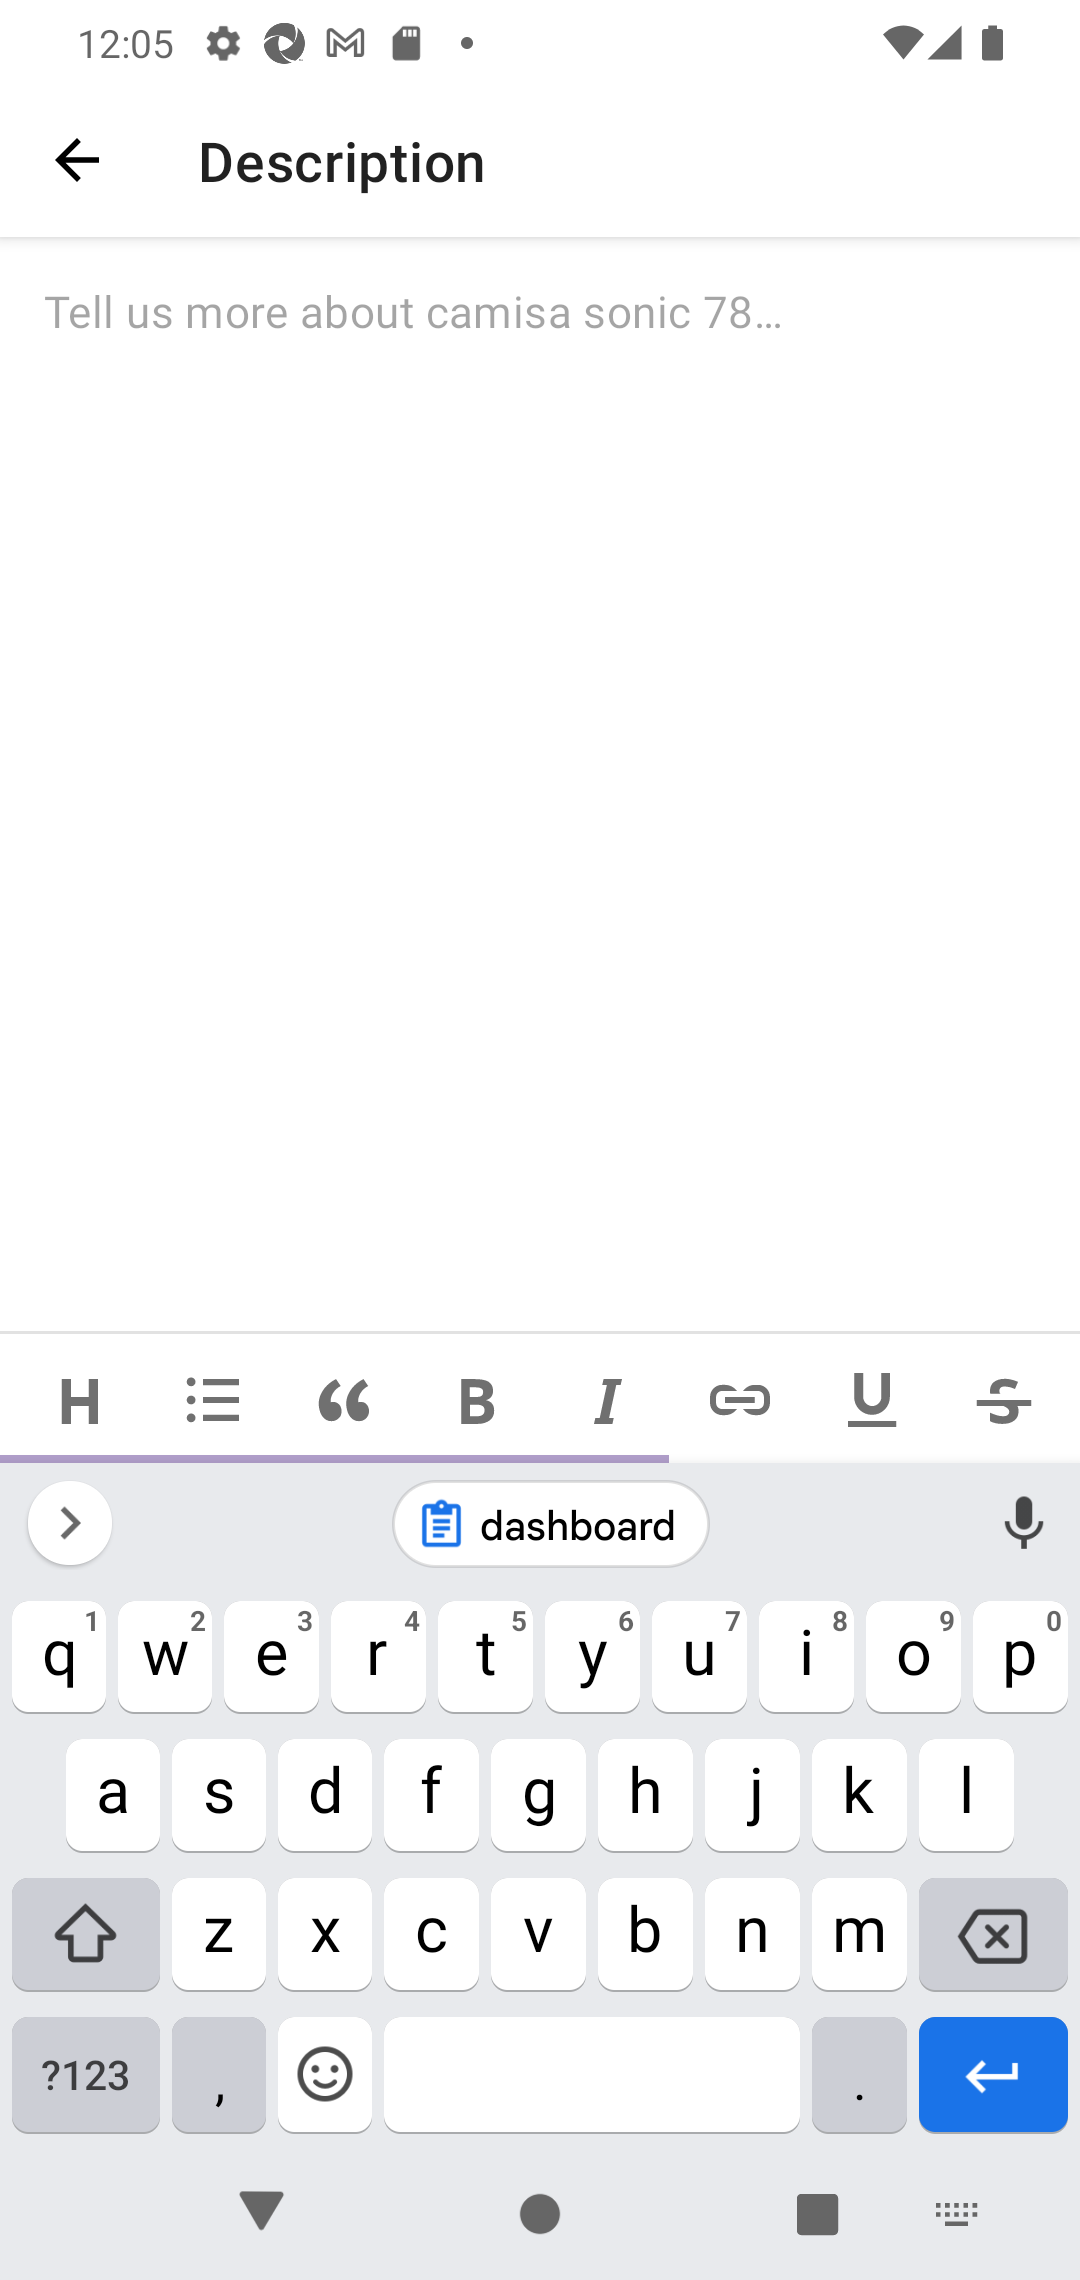 12:05
Description
Tell us more about camisa sonic 78…
H B I U S
dashboard
q 1 w 2 e 3 r 4 t 5 y 6 u 7 i 8 o 9 p 0
a s d f g h j k l
z x c v b n m
?123 , .